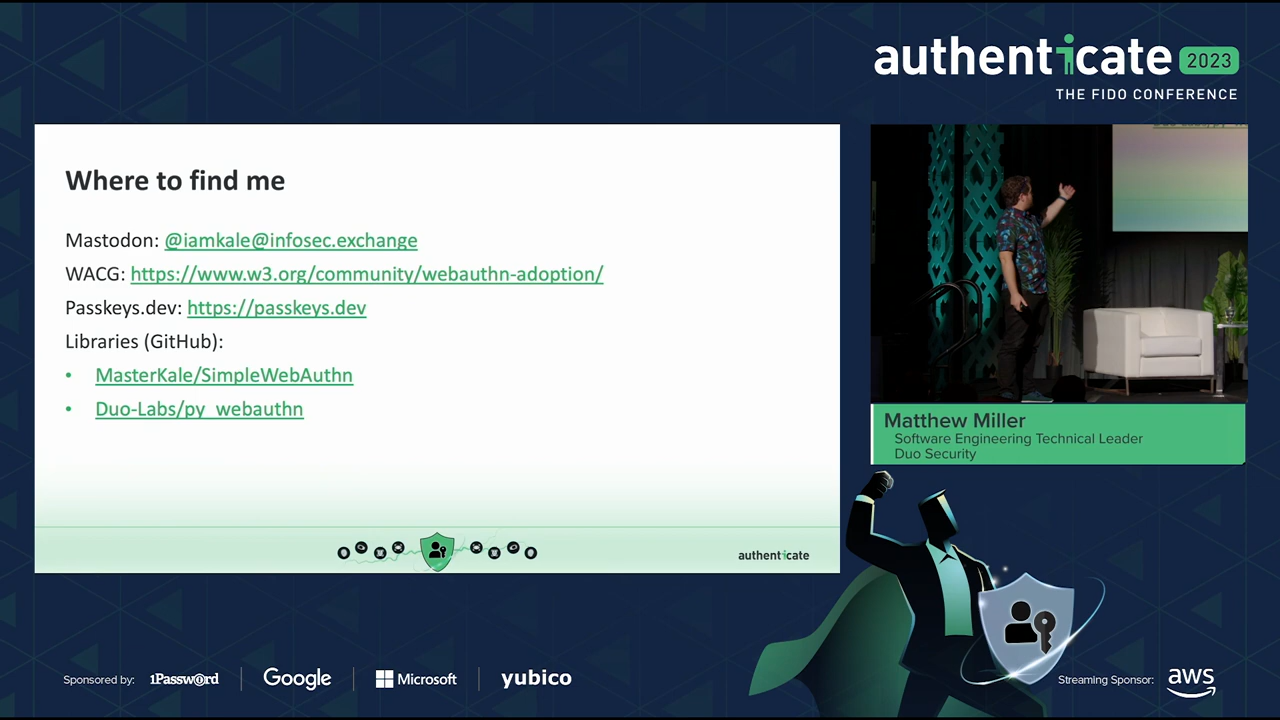 authenticate 2023
THE FIDO CONFERENCE
Where to find me
Mastodon: @iamkale@infosec.exchange
WACG: https://www.w3.org/community/webauthn-adoption/
Passkeys.dev: https://passkeys.dev
Libraries (GitHub):
• MasterKale/SimpleWebAuthn
• Duo-Labs/py_webauthn
authenticate
Matthew Miller
Software Engineering Technical Leader
Duo Security
Sponsored by: 1Password Google Microsoft yubico
Streaming Sponsor: aws